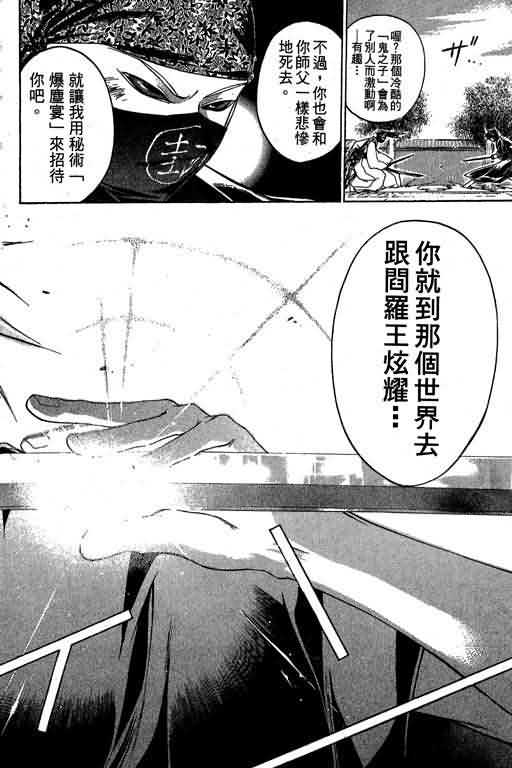 喔?那個冷酷的
「鬼之子」會為
了別人而激動啊
—有趣…
ザッ…
不過，你也會和
你師父一樣悲慘
地死去。
就讓我用秘術「
爆塵宴」來招待
你吧。
你就到那個世界去
跟閻羅王炫耀…